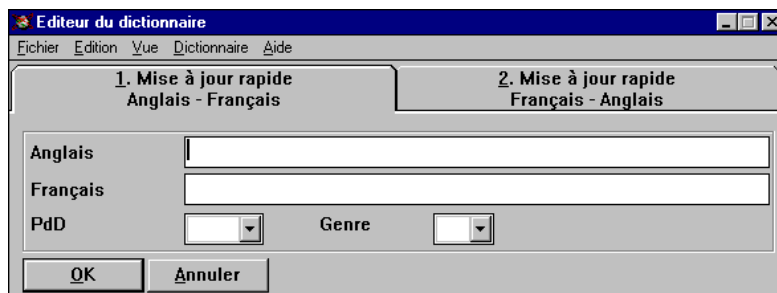 Editeur du dictionnaire
Fichier Edition Vue Dictionnaire Aide
1. Mise à jour rapide
Anglais - Français
2. Mise à jour rapide
Français - Anglais
Anglais
Français
PdD Genre
OK Annuler